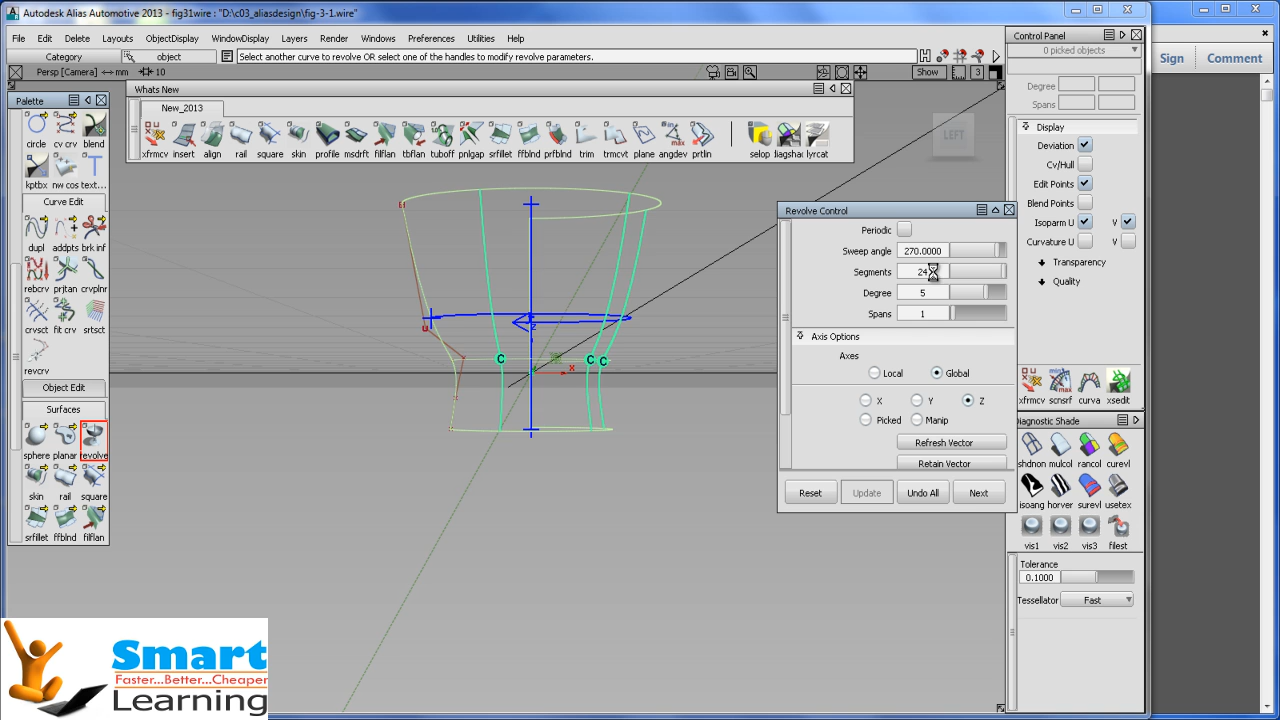 Autodesk Alias Automotive 2013 - fig31wire : "D:\c03_aliasdesign\fig-3-1.wire"
File Edit Delete Layouts ObjectDisplay WindowDisplay Layers Render Windows Preferences Utilities Help
Category object Select another curve to revolve OR select one of the handles to modify revolve parameters.
Persp [Camera] mm 10 Show 3
Palette
circle cv crv blend
kptbx nw cos text...
Curve Edit
dupl addpts brk inf
rebcrv prjtan crvplnr
crvsct fit crv srtsct
revcrv
Object Edit
Surfaces
sphere planar revolve
skin rail square
srfillet ffblnd filflan
Whats New
New_2013
xfrmcv insert align rail square skin profile msdrft filflan tbflan tuboff pnlgap srfillet ffblnd prfblnd trim trmcvt plane angdev prtlin selop liagshar lyrcat
LEFT
C C C
z
x
Revolve Control
Periodic
Sweep angle 270.0000
Segments 24
Degree 5
Spans 1
Axis Options
Axes
Local Global
X Y Z
Picked Manip
Refresh Vector
Retain Vector
Reset Update Undo All Next
Control Panel
0 picked objects
Degree
Spans
Display
Deviation
Cv/Hull
Edit Points
Blend Points
Isoparm U V
Curvature U V
Transparency
Quality
xfrmcv scnsrf curva xsedit
Diagnostic Shade
shdnon mulcol rancol curevl
isoang horver surevl usetex
vis1 vis2 vis3 filest
Tolerance
0.1000
Tessellator Fast
Sign Comment
Smart
Faster...Better...Cheaper
Learning